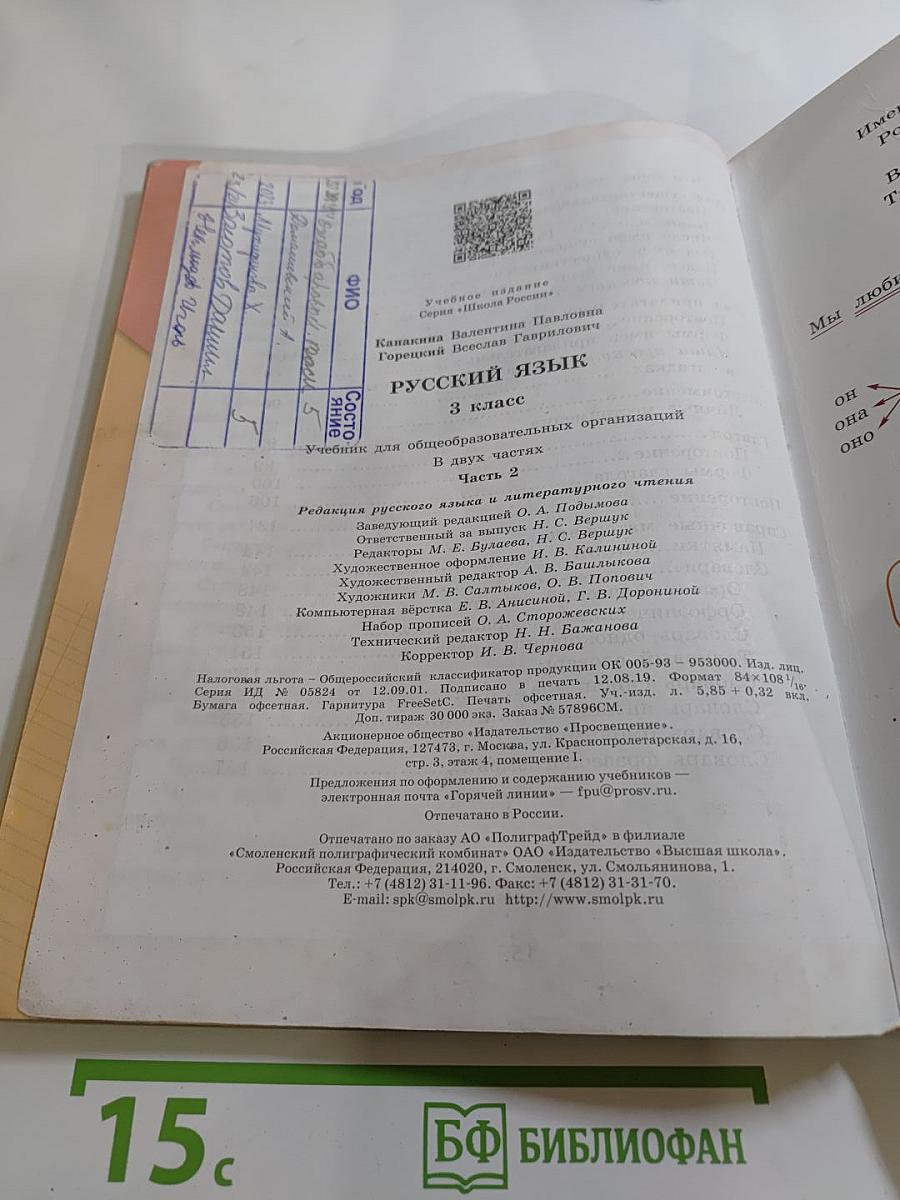 Год
ФИО
Состо-
яние
5
5
Учебное издание
Серия «Школа России»
Канакина Валентина Павловна
Горецкий Всеслав Гаврилович
РУССКИЙ ЯЗЫК
3 класс
Учебник для общеобразовательных организаций
В двух частях
Часть 2
Редакция русского языка и литературного чтения
Заведующий редакцией О. А. Подымова
Ответственный за выпуск Н. С. Вершук
Редакторы М. Е. Булаева, Н. С. Вершук
Художественное оформление И. В. Калининой
Художественный редактор А. В. Башлыкова
Художники М. В. Салтыков, О. В. Попович
Компьютерная вёрстка Е. В. Анисиной, Г. В. Дорониной
Набор прописей О. А. Сторожевских
Технический редактор Н. Н. Бажанова
Корректор И. В. Чернова
Налоговая льгота – Общероссийский классификатор продукции ОК 005-93 – 953000. Изд. лиц.
Серия ИД № 05824 от 12.09.01. Подписано в печать 12.08.19. Формат 84×108 1/16.
Бумага офсетная. Гарнитура FreeSetC. Печать офсетная. Уч.-изд. л. 5,85 + 0,32 вкл.
Доп. тираж 30 000 экз. Заказ № 57896СМ.
Акционерное общество «Издательство «Просвещение».
Российская Федерация, 127473, г. Москва, ул. Краснопролетарская, д. 16,
стр. 3, этаж 4, помещение I.
Предложения по оформлению и содержанию учебников —
электронная почта «Горячей линии» — fpu@prosv.ru.
Отпечатано в России.
Отпечатано по заказу АО «ПолиграфТрейд» в филиале
«Смоленский полиграфический комбинат» ОАО «Издательство «Высшая школа».
Российская Федерация, 214020, г. Смоленск, ул. Смольянинова, 1.
Тел.: +7 (4812) 31-11-96. Факс: +7 (4812) 31-31-70.
E-mail: spk@smolpk.ru http://www.smolpk.ru
Мы
он
она
оно
15 с
БФ БИБЛИОФАН